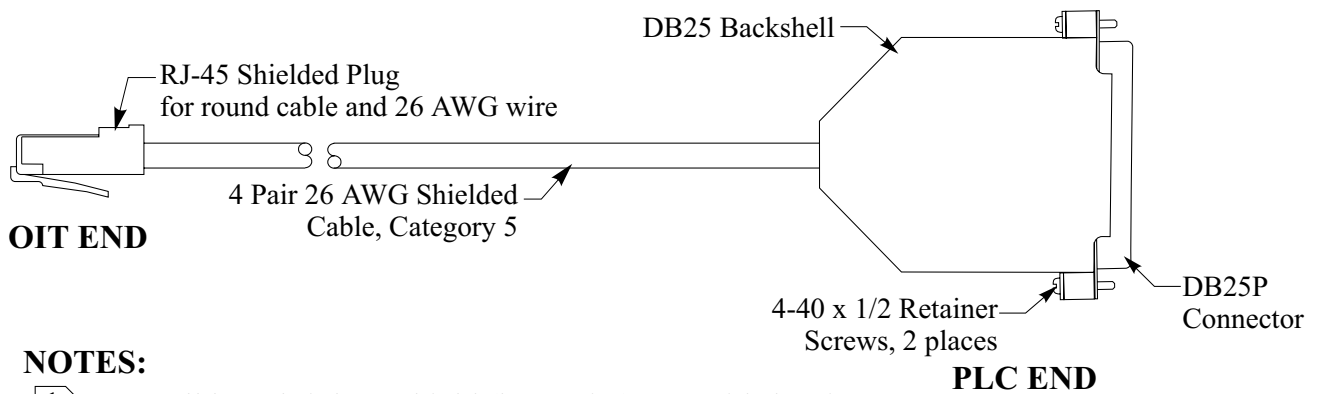 DB25 Backshell
RJ-45 Shielded Plug
for round cable and 26 AWG wire
4 Pair 26 AWG Shielded
Cable, Category 5
OIT END
DB25P
Connector
4-40 x 1/2 Retainer
Screws, 2 places
PLC END
NOTES: